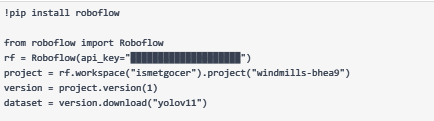 !pip install roboflow
from roboflow import Roboflow
rf = Roboflow(api_key="████████████████████")
project = rf.workspace("ismetgocer").project("windmills-bhea9")
version = project.version(1)
dataset = version.download("yolov11")